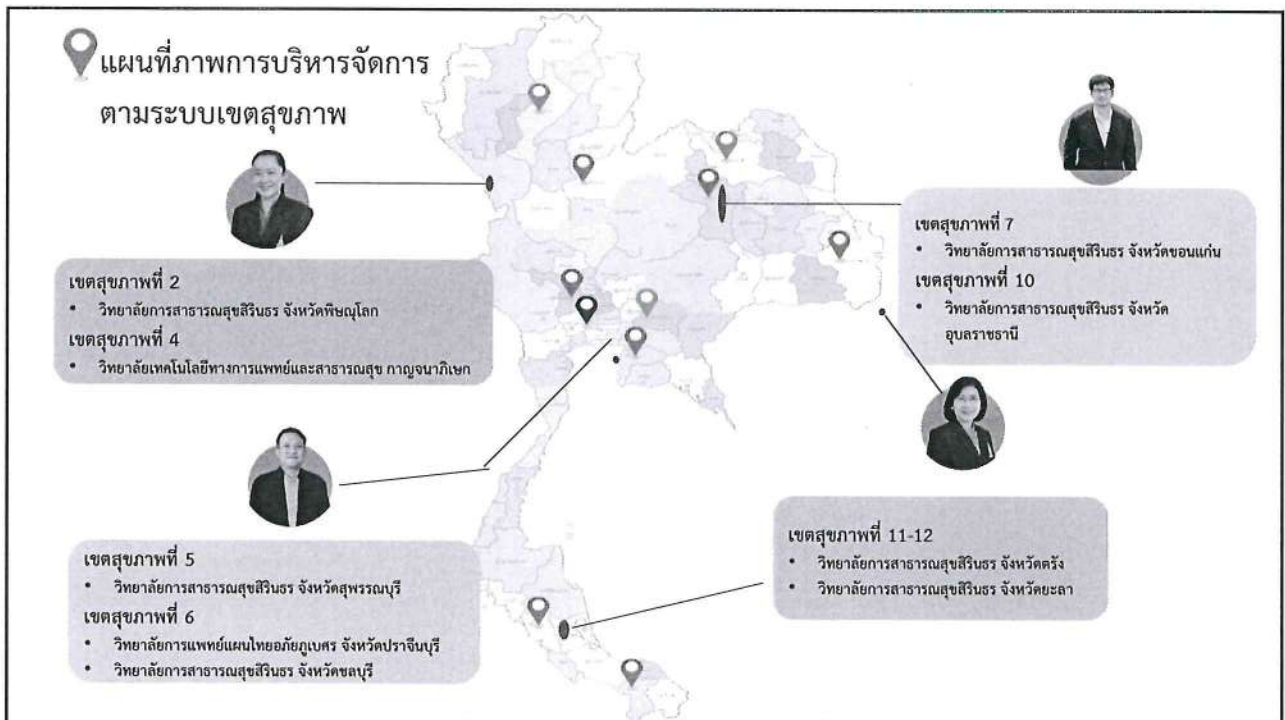 แผนที่ภาพการบริหารจัดการ
ตามระบบเขตสุขภาพ
เขตสุขภาพที่ 2
• วิทยาลัยการสาธารณสุขสิรินธร จังหวัดพิษณุโลก
เขตสุขภาพที่ 4
• วิทยาลัยเทคโนโลยีทางการแพทย์และสาธารณสุข กาญจนาภิเษก
เขตสุขภาพที่ 7
• วิทยาลัยการสาธารณสุขสิรินธร จังหวัดขอนแก่น
เขตสุขภาพที่ 10
• วิทยาลัยการสาธารณสุขสิรินธร จังหวัด
อุบลราชธานี
เขตสุขภาพที่ 5
• วิทยาลัยการสาธารณสุขสิรินธร จังหวัดสุพรรณบุรี
เขตสุขภาพที่ 6
• วิทยาลัยการแพทย์แผนไทยอภัยภูเบศร จังหวัดปราจีนบุรี
• วิทยาลัยการสาธารณสุขสิรินธร จังหวัดชลบุรี
เขตสุขภาพที่ 11-12
• วิทยาลัยการสาธารณสุขสิรินธร จังหวัดตรัง
• วิทยาลัยการสาธารณสุขสิรินธร จังหวัดยะลา